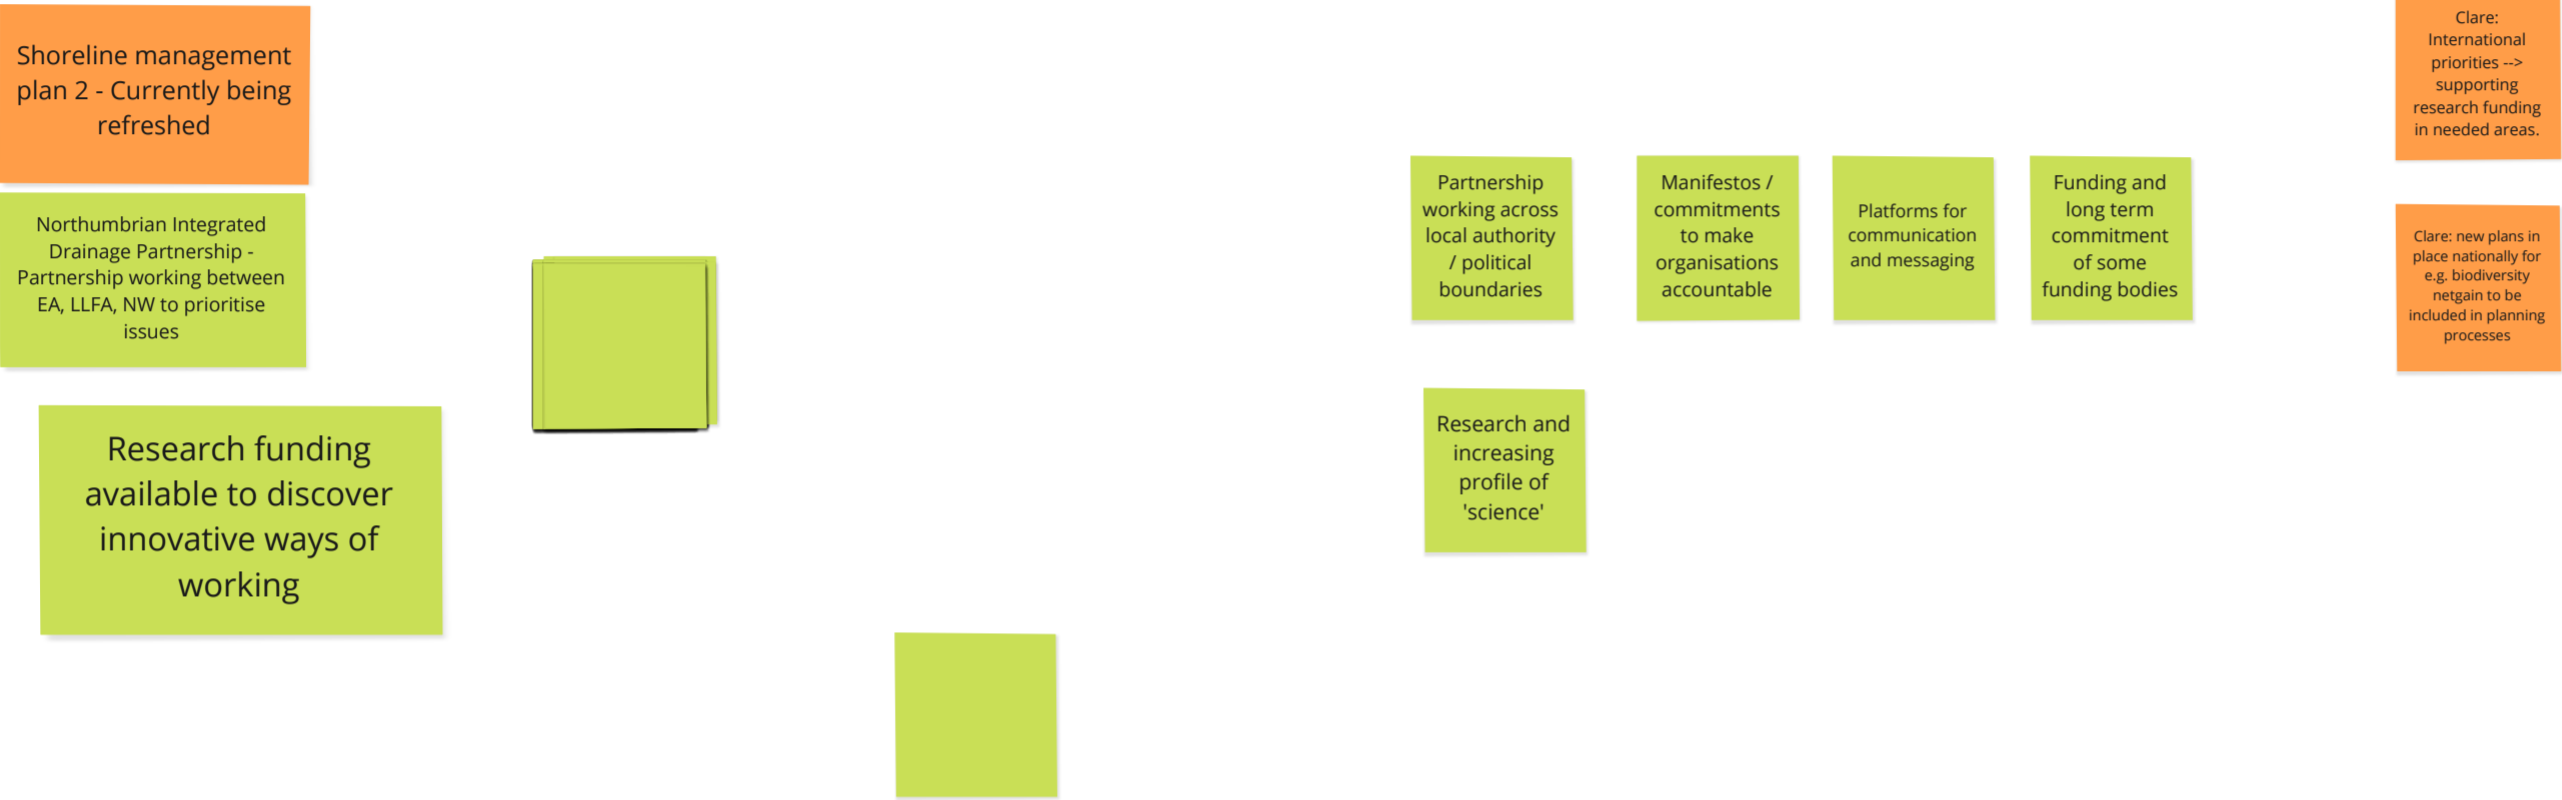 Shoreline management
plan 2 - Currently being
refreshed
Northumbrian Integrated
Drainage Partnership -
Partnership working between
EA, LLFA, NW to prioritise
issues
Research funding
available to discover
innovative ways of
working
Partnership
working across
local authority
/ political
boundaries
Manifestos /
commitments
to make
organisations
accountable
Platforms for
communication
and messaging
Funding and
long term
commitment
of some
funding bodies
Research and
increasing
profile of
'science'
Clare:
International
priorities -->
supporting
research funding
in needed areas.
Clare: new plans in
place nationally for
e.g. biodiversity
netgain to be
included in planning
processes